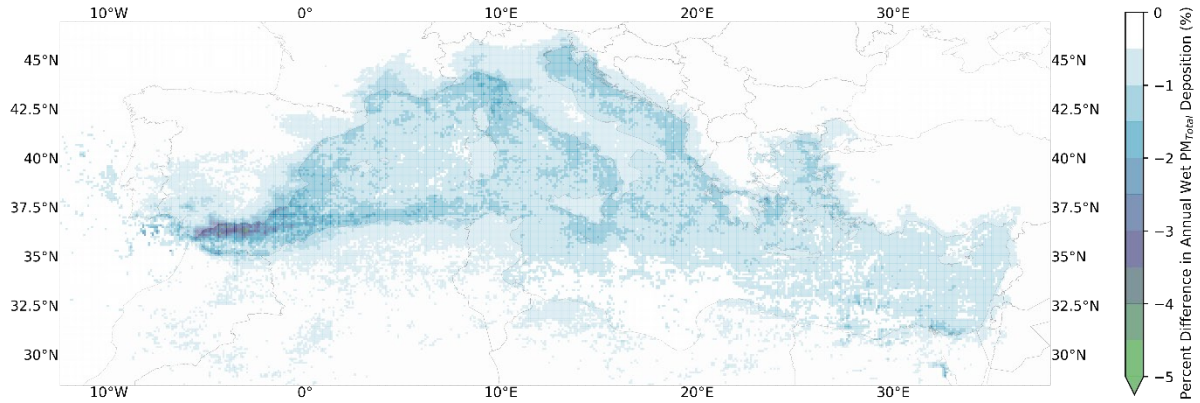 10°W 0° 10°E 20°E 30°E
45°N 45°N
42.5°N 42.5°N
40°N 40°N
37.5°N 37.5°N
35°N 35°N
32.5°N 32.5°N
30°N 30°N
10°W 0° 10°E 20°E 30°E
0
−1
−2
−3
−4
−5
Percent Difference in Annual Wet PM_Total Deposition (%)